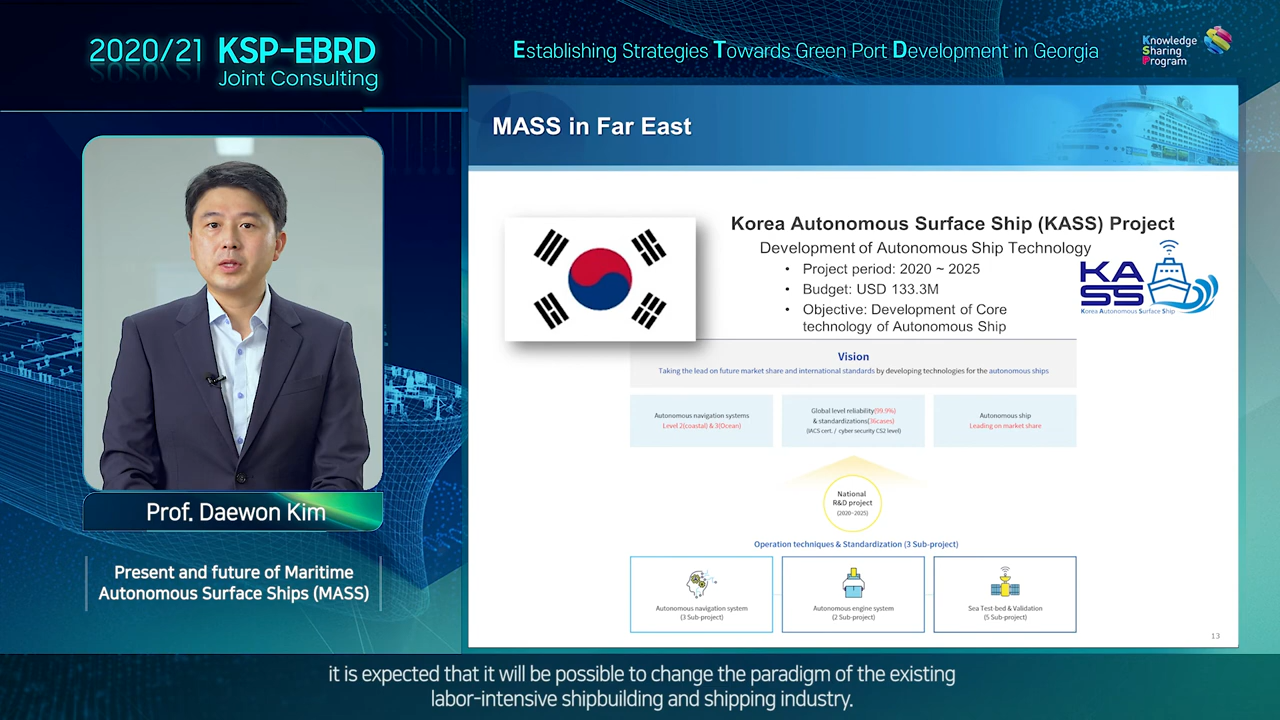 2020/21 KSP-EBRD
Joint Consulting
Establishing Strategies Towards Green Port Development in Georgia
Knowledge
Sharing
Program
MASS in Far East
Korea Autonomous Surface Ship (KASS) Project
Development of Autonomous Ship Technology
• Project period: 2020 ~ 2025
• Budget: USD 133.3M
• Objective: Development of Core
technology of Autonomous Ship
KA
SS
Korea Autonomous Surface Ship
Vision
Taking the lead on future market share and international standards by developing technologies for the autonomous ships
Autonomous navigation systems
Level 2(coastal) & 3(Ocean)
Global level reliability(99.9%)
& standardizations(36cases)
(IACS cert. / cyber security CS2 level)
Autonomous ship
Leading on market share
National
R&D project
(2020~2025)
Operation techniques & Standardization (3 Sub-project)
Autonomous navigation system
(3 Sub-project)
Autonomous engine system
(2 Sub-project)
Sea Test-bed & Validation
(5 Sub-project)
13
Prof. Daewon Kim
Present and future of Maritime
Autonomous Surface Ships (MASS)
it is expected that it will be possible to change the paradigm of the existing
labor-intensive shipbuilding and shipping industry.